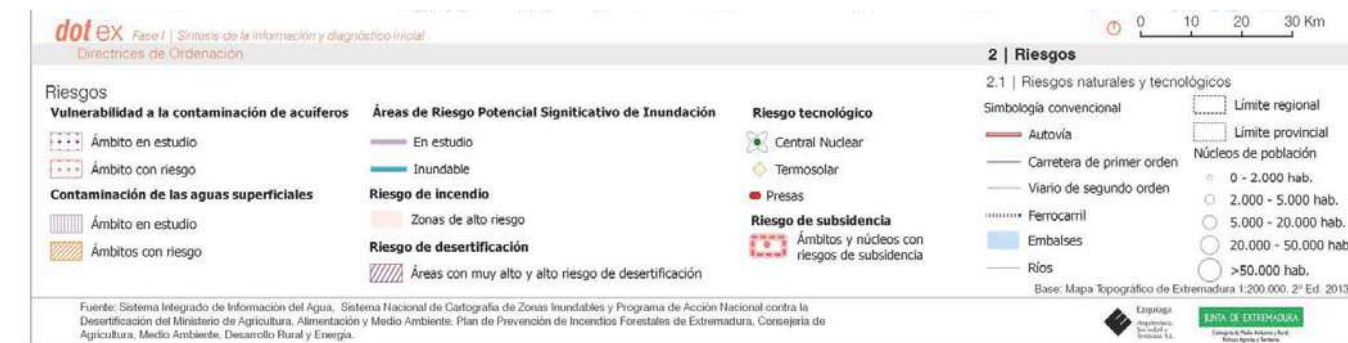 dotex Fase I | Síntesis de la información y diagnóstico inicial
Directrices de Ordenación
0 10 20 30 Km
2 | Riesgos
2.1 | Riesgos naturales y tecnológicos
Riesgos
Vulnerabilidad a la contaminación de acuíferos
Ámbito en estudio
Ámbito con riesgo
Contaminación de las aguas superficiales
Ámbito en estudio
Ámbitos con riesgo
Áreas de Riesgo Potencial Signiticativo de Inundación
En estudio
Inundable
Riesgo de incendio
Zonas de alto riesgo
Riesgo de desertificación
Áreas con muy alto y alto riesgo de desertificación
Riesgo tecnológico
Central Nuclear
Termosolar
Presas
Riesgo de subsidencia
Ámbitos y núcleos con
riesgos de subsidencia
Simbología convencional
Autovía
Carretera de primer orden
Viario de segundo orden
Ferrocarril
Embalses
Ríos
Límite regional
Límite provincial
Núcleos de población
0 - 2.000 hab.
2.000 - 5.000 hab.
5.000 - 20.000 hab.
20.000 - 50.000 hab
>50.000 hab.
Base: Mapa Topográfico de Extremadura 1:200.000. 2ª Ed. 2013
Fuente: Sistema Integrado de Información del Agua, Sistema Nacional de Cartografía de Zonas Inundables y Programa de Acción Nacional contra la
Desertificación del Ministerio de Agricultura, Alimentación y Medio Ambiente. Plan de Prevención de Incendios Forestales de Extremadura, Consejería de
Agricultura, Medio Ambiente, Desarrollo Rural y Energía.
Ezquiaga
Arquitectura,
Sociedad y
Territorio S.L.
JUNTA DE EXTREMADURA